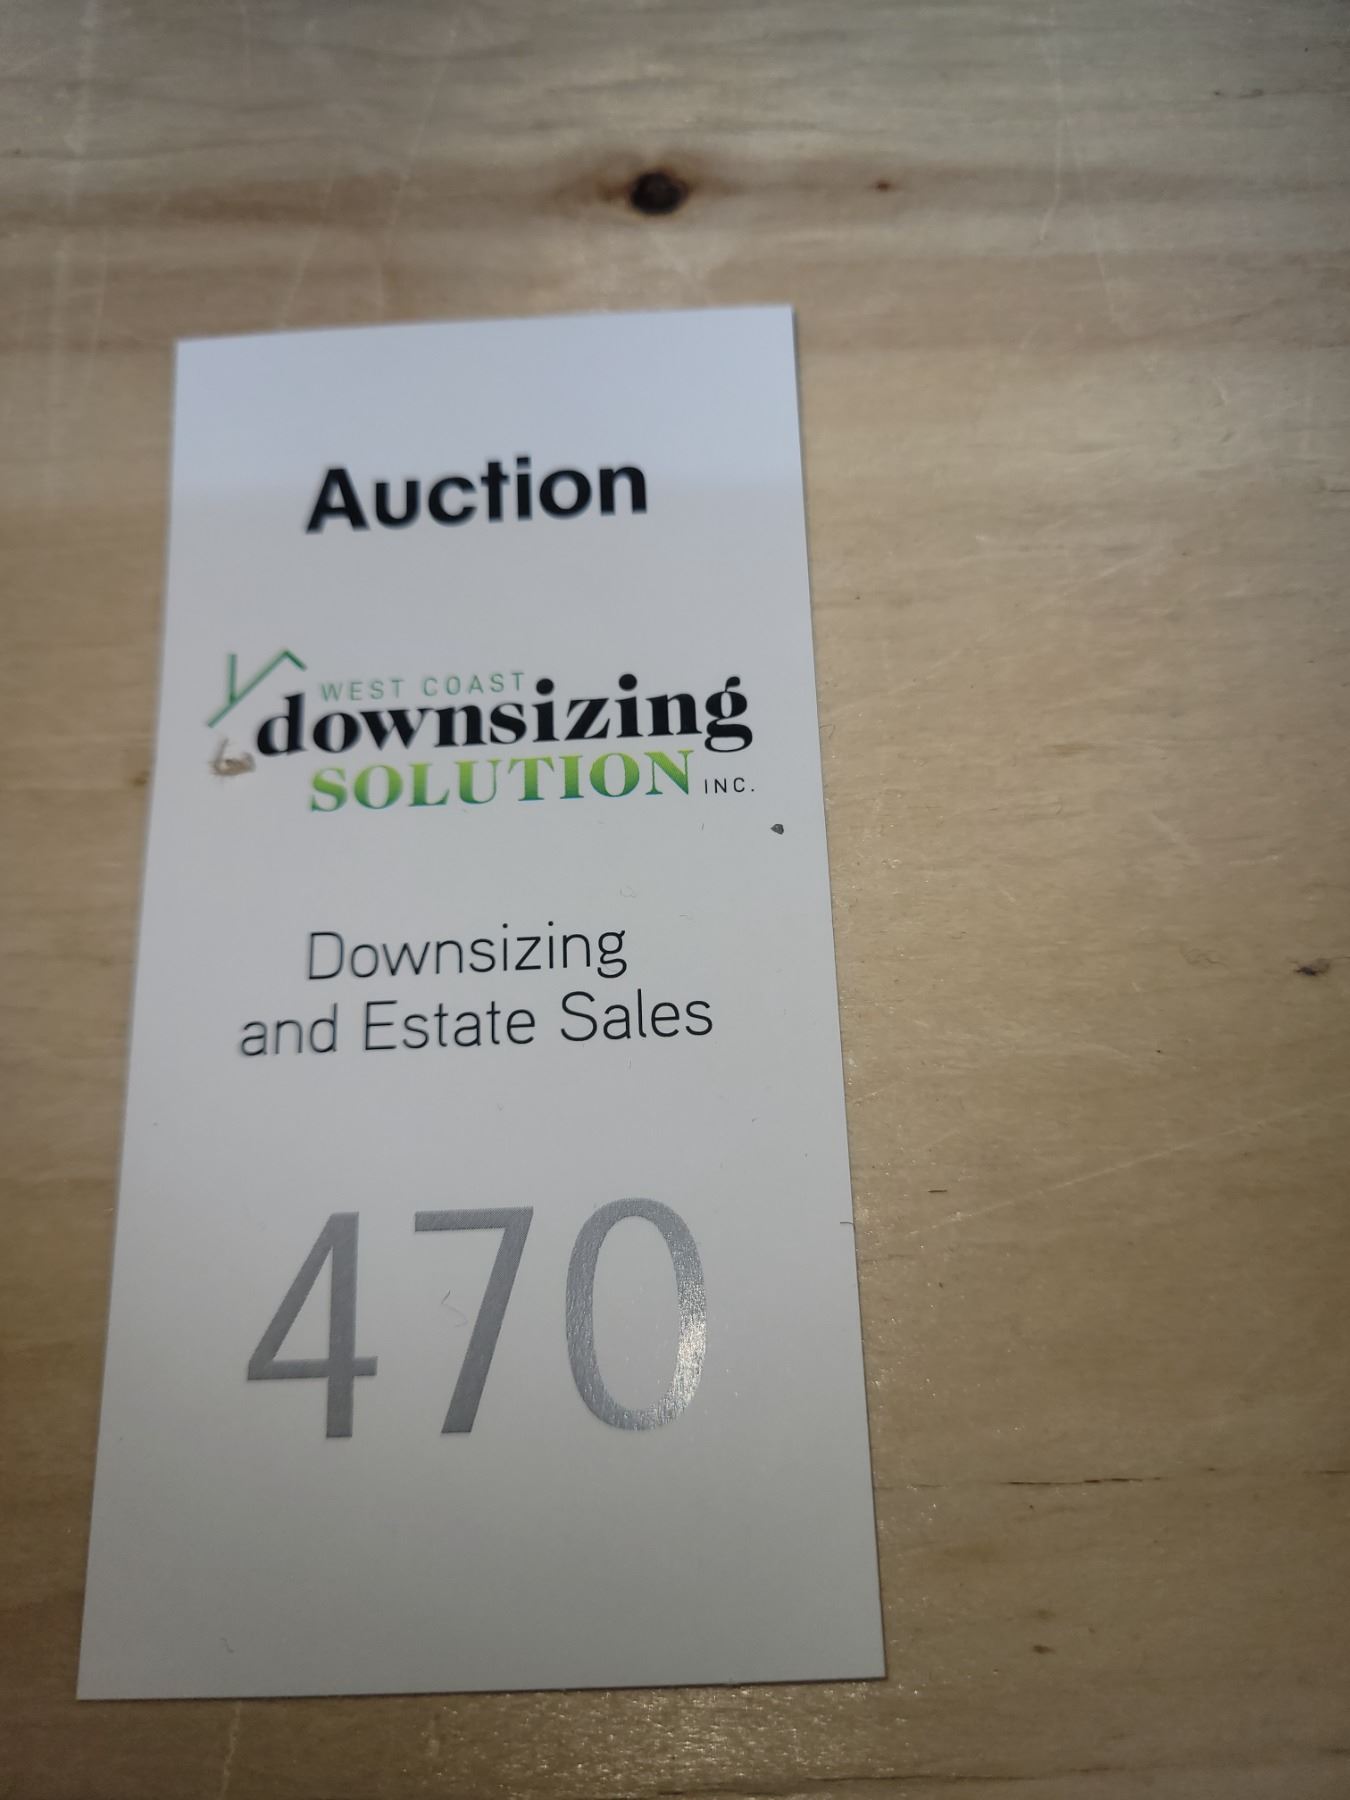 Auction
WEST COAST
downsizing
SOLUTION INC.
Downsizing
and Estate Sales
470